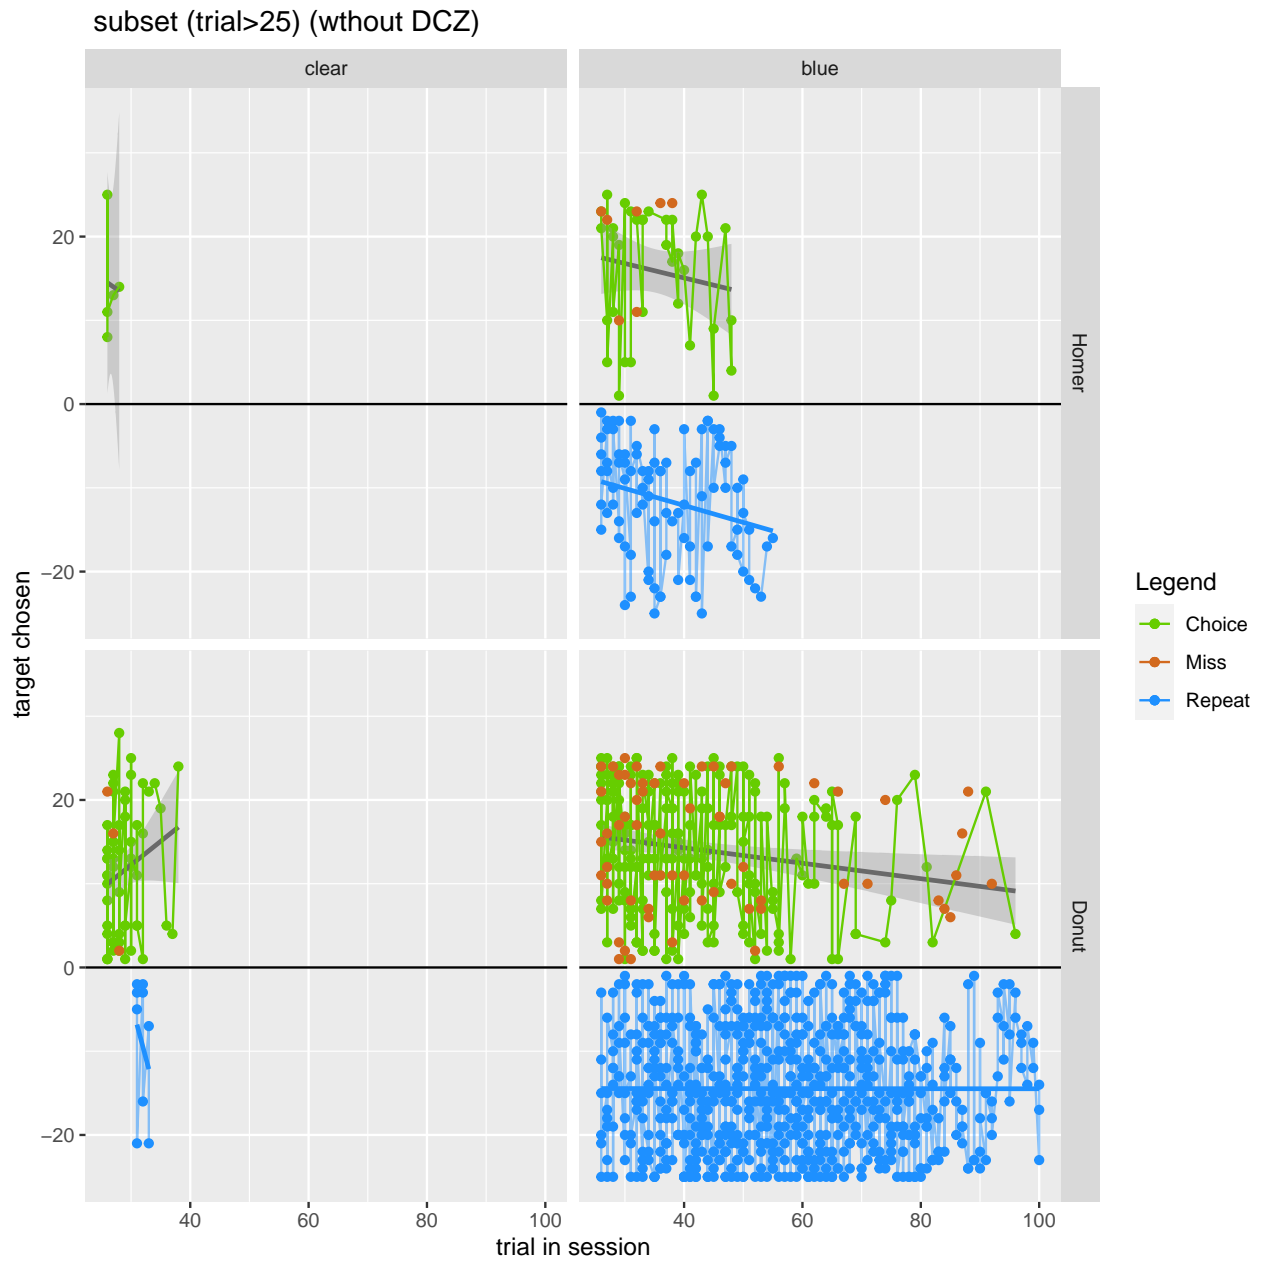 subset (trial>25) (wthout DCZ)
clear
blue
20
0
−20
Homer
20
0
−20
Donut
40
60
80
100
40
60
80
100
trial in session
target chosen
Legend
Choice
Miss
Repeat